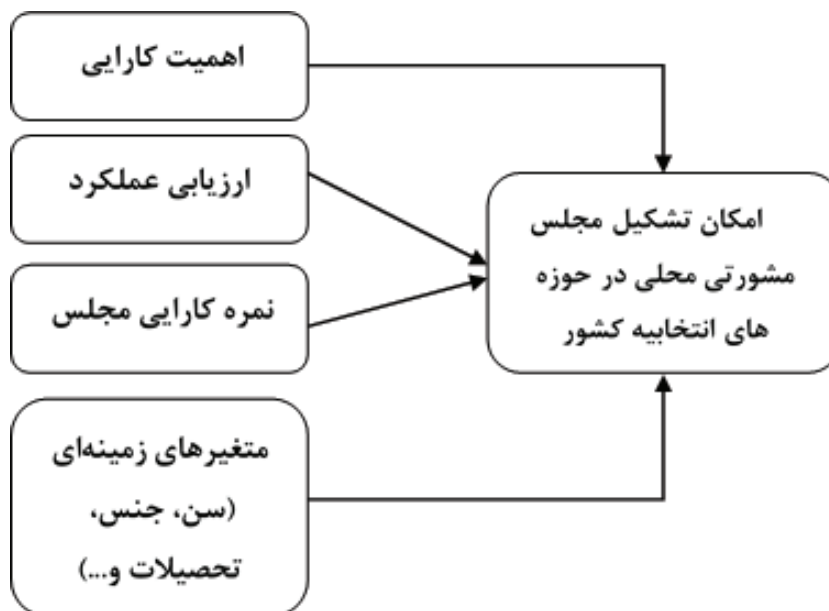 اهمیت کارایی
ارزیابی عملکرد
نمره کارایی مجلس
متغیرهای زمینه‌ای
(سن، جنس،
تحصیلات و...)
امکان تشکیل مجلس
مشورتی محلی در حوزه
های انتخابیه کشور